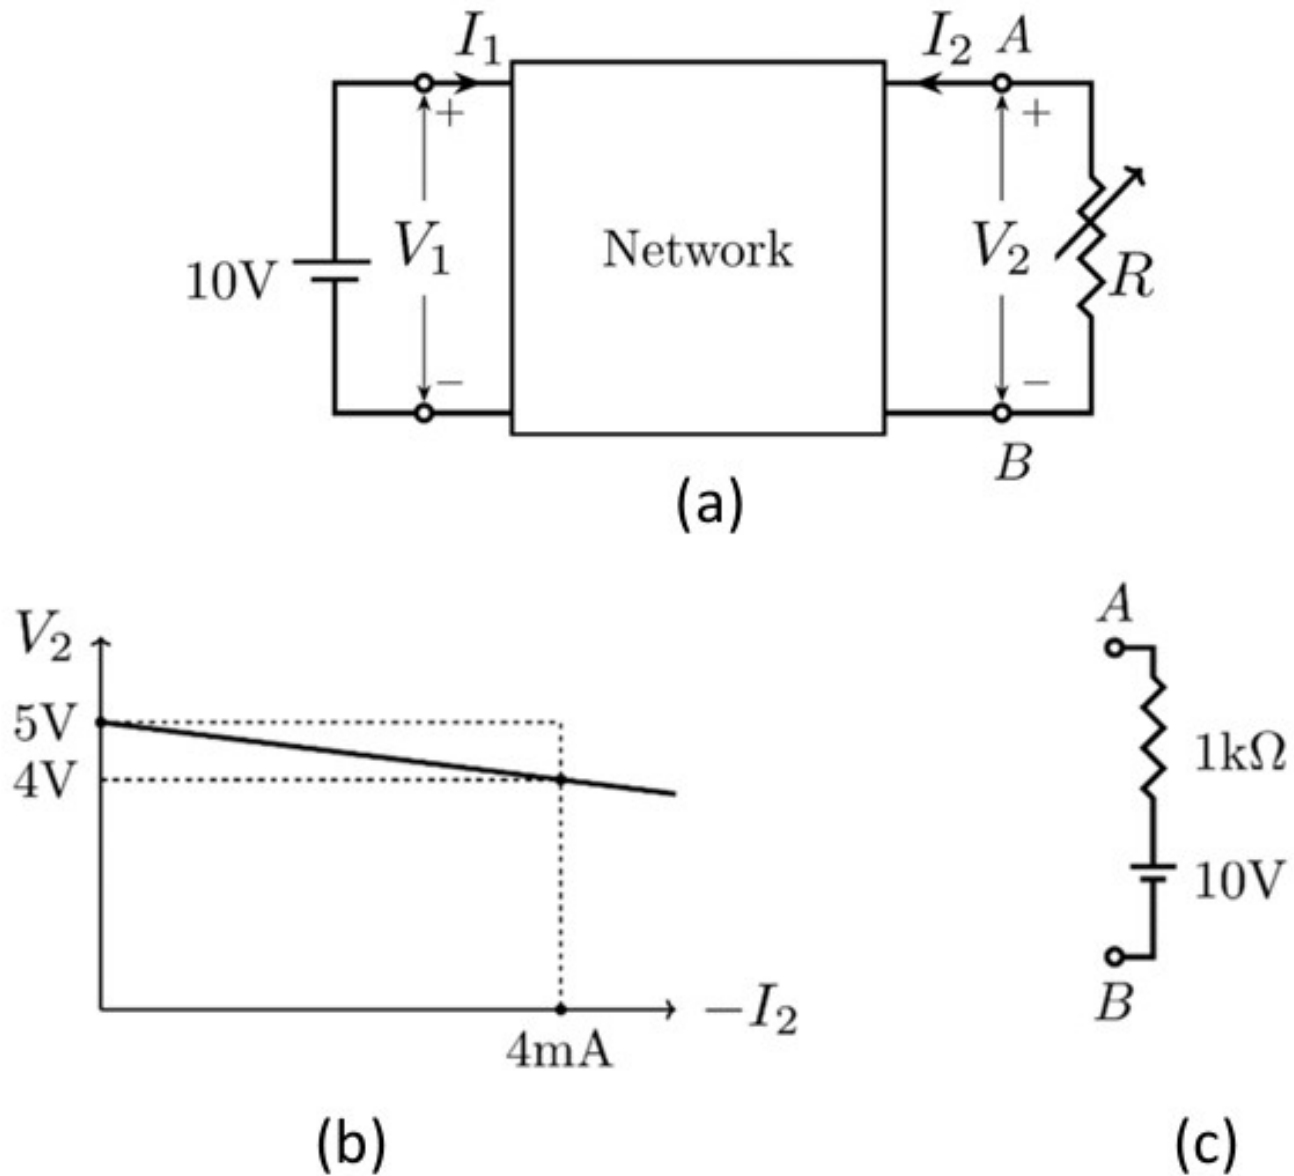 I₁
I₂ A
+ +
10V V₁ Network V₂ R
− −
B
(a)
V₂
5V
4V
−I₂
4mA
(b)
A
1kΩ
10V
B
(c)